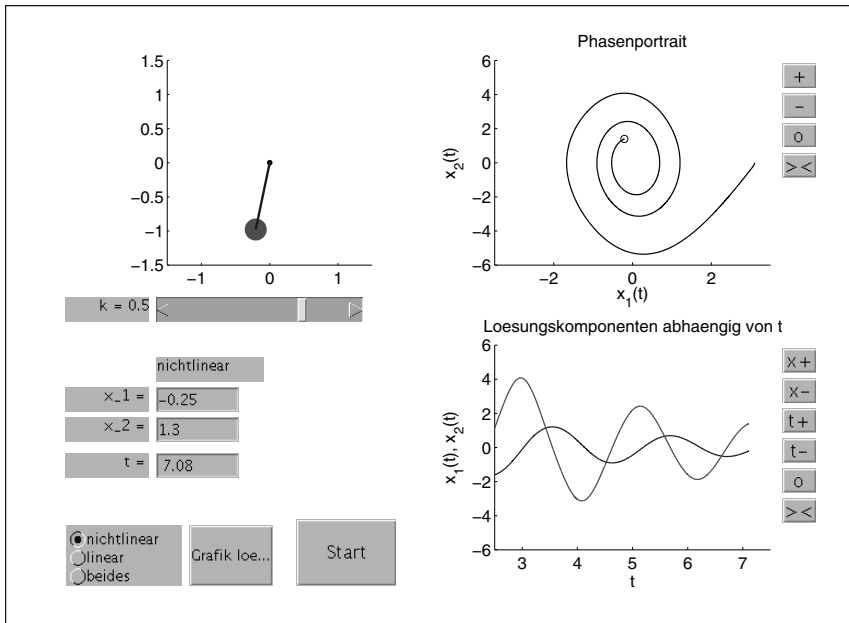 1.5
1
0.5
0
−0.5
−1
−1.5
−1
0
1
k = 0.5
nichtlinear
x_1 =
−0.25
x_2 =
1.3
t =
7.08
nichtlinear
linear
beides
Grafik loe...
Start
Phasenportrait
6
4
2
0
−2
−4
−6
x2(t)
−2
0
2
x1(t)
+
-
o
><
Loesungskomponenten abhaengig von t
6
4
2
0
−2
−4
−6
x1(t), x2(t)
3
4
5
6
7
t
x+
x-
t+
t-
o
><